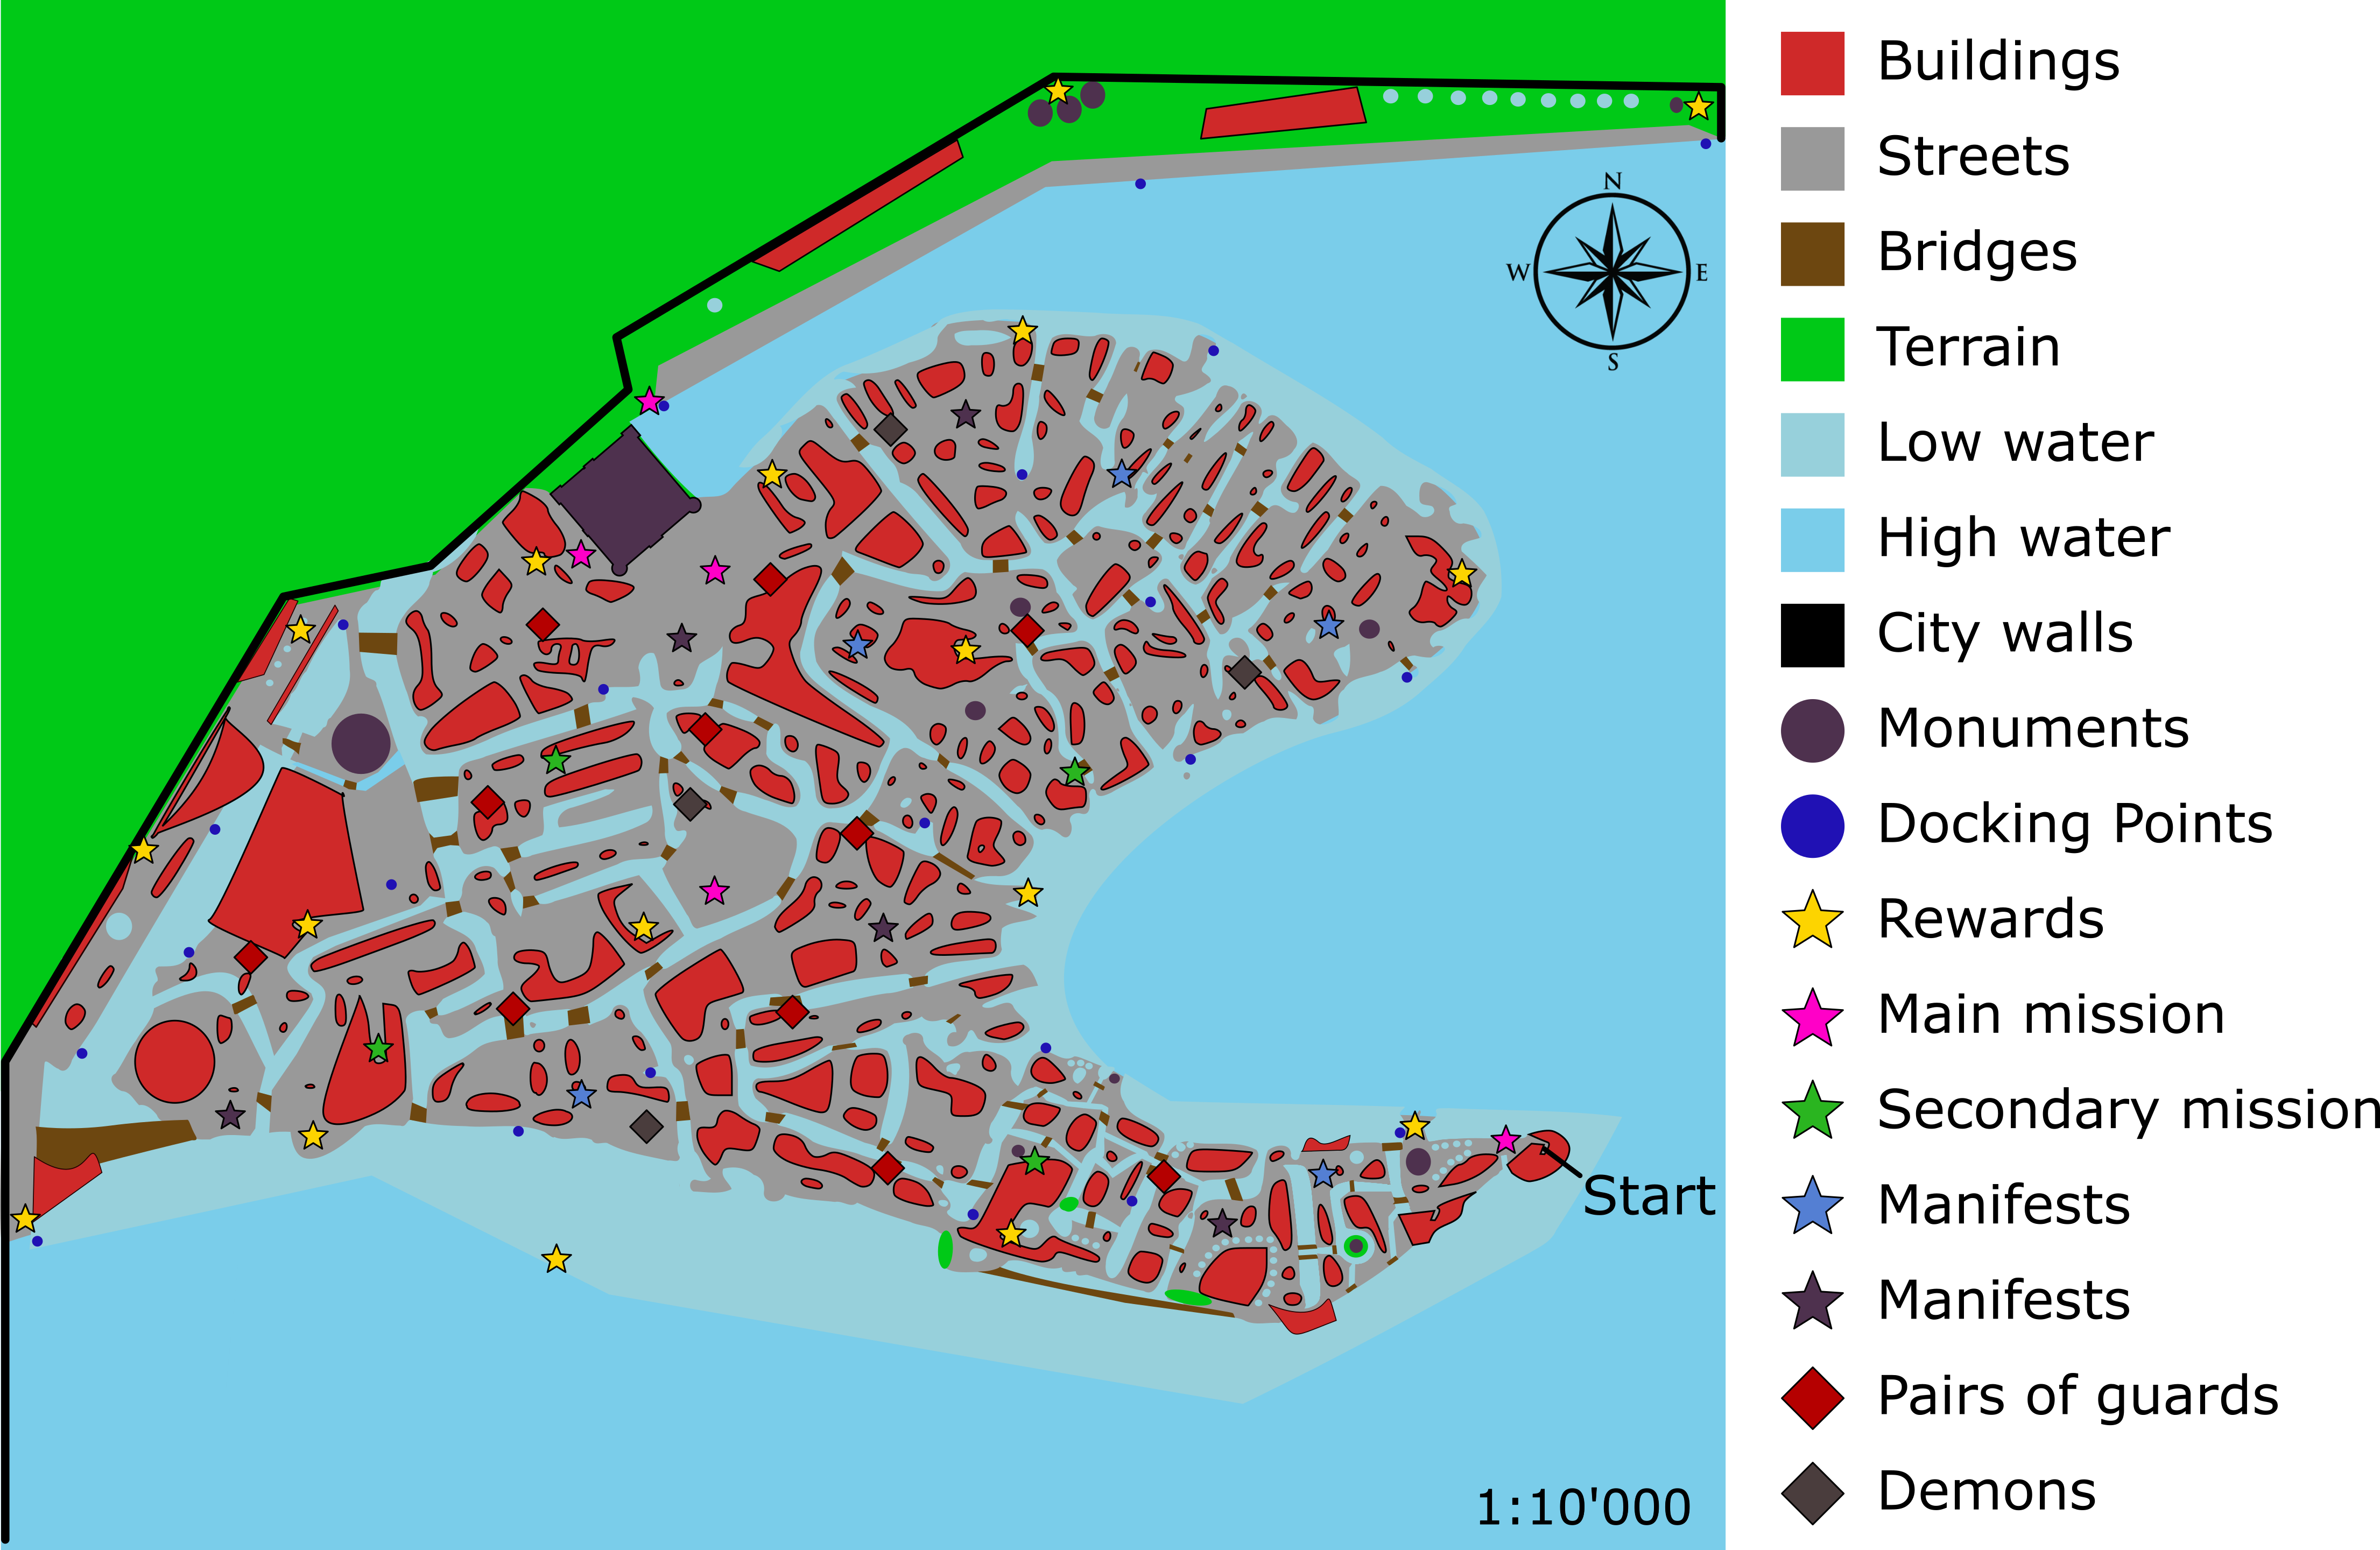 N
W E
S
Start
1:10'000
Buildings
Streets
Bridges
Terrain
Low water
High water
City walls
Monuments
Docking Points
Rewards
Main mission
Secondary mission
Manifests
Manifests
Pairs of guards
Demons